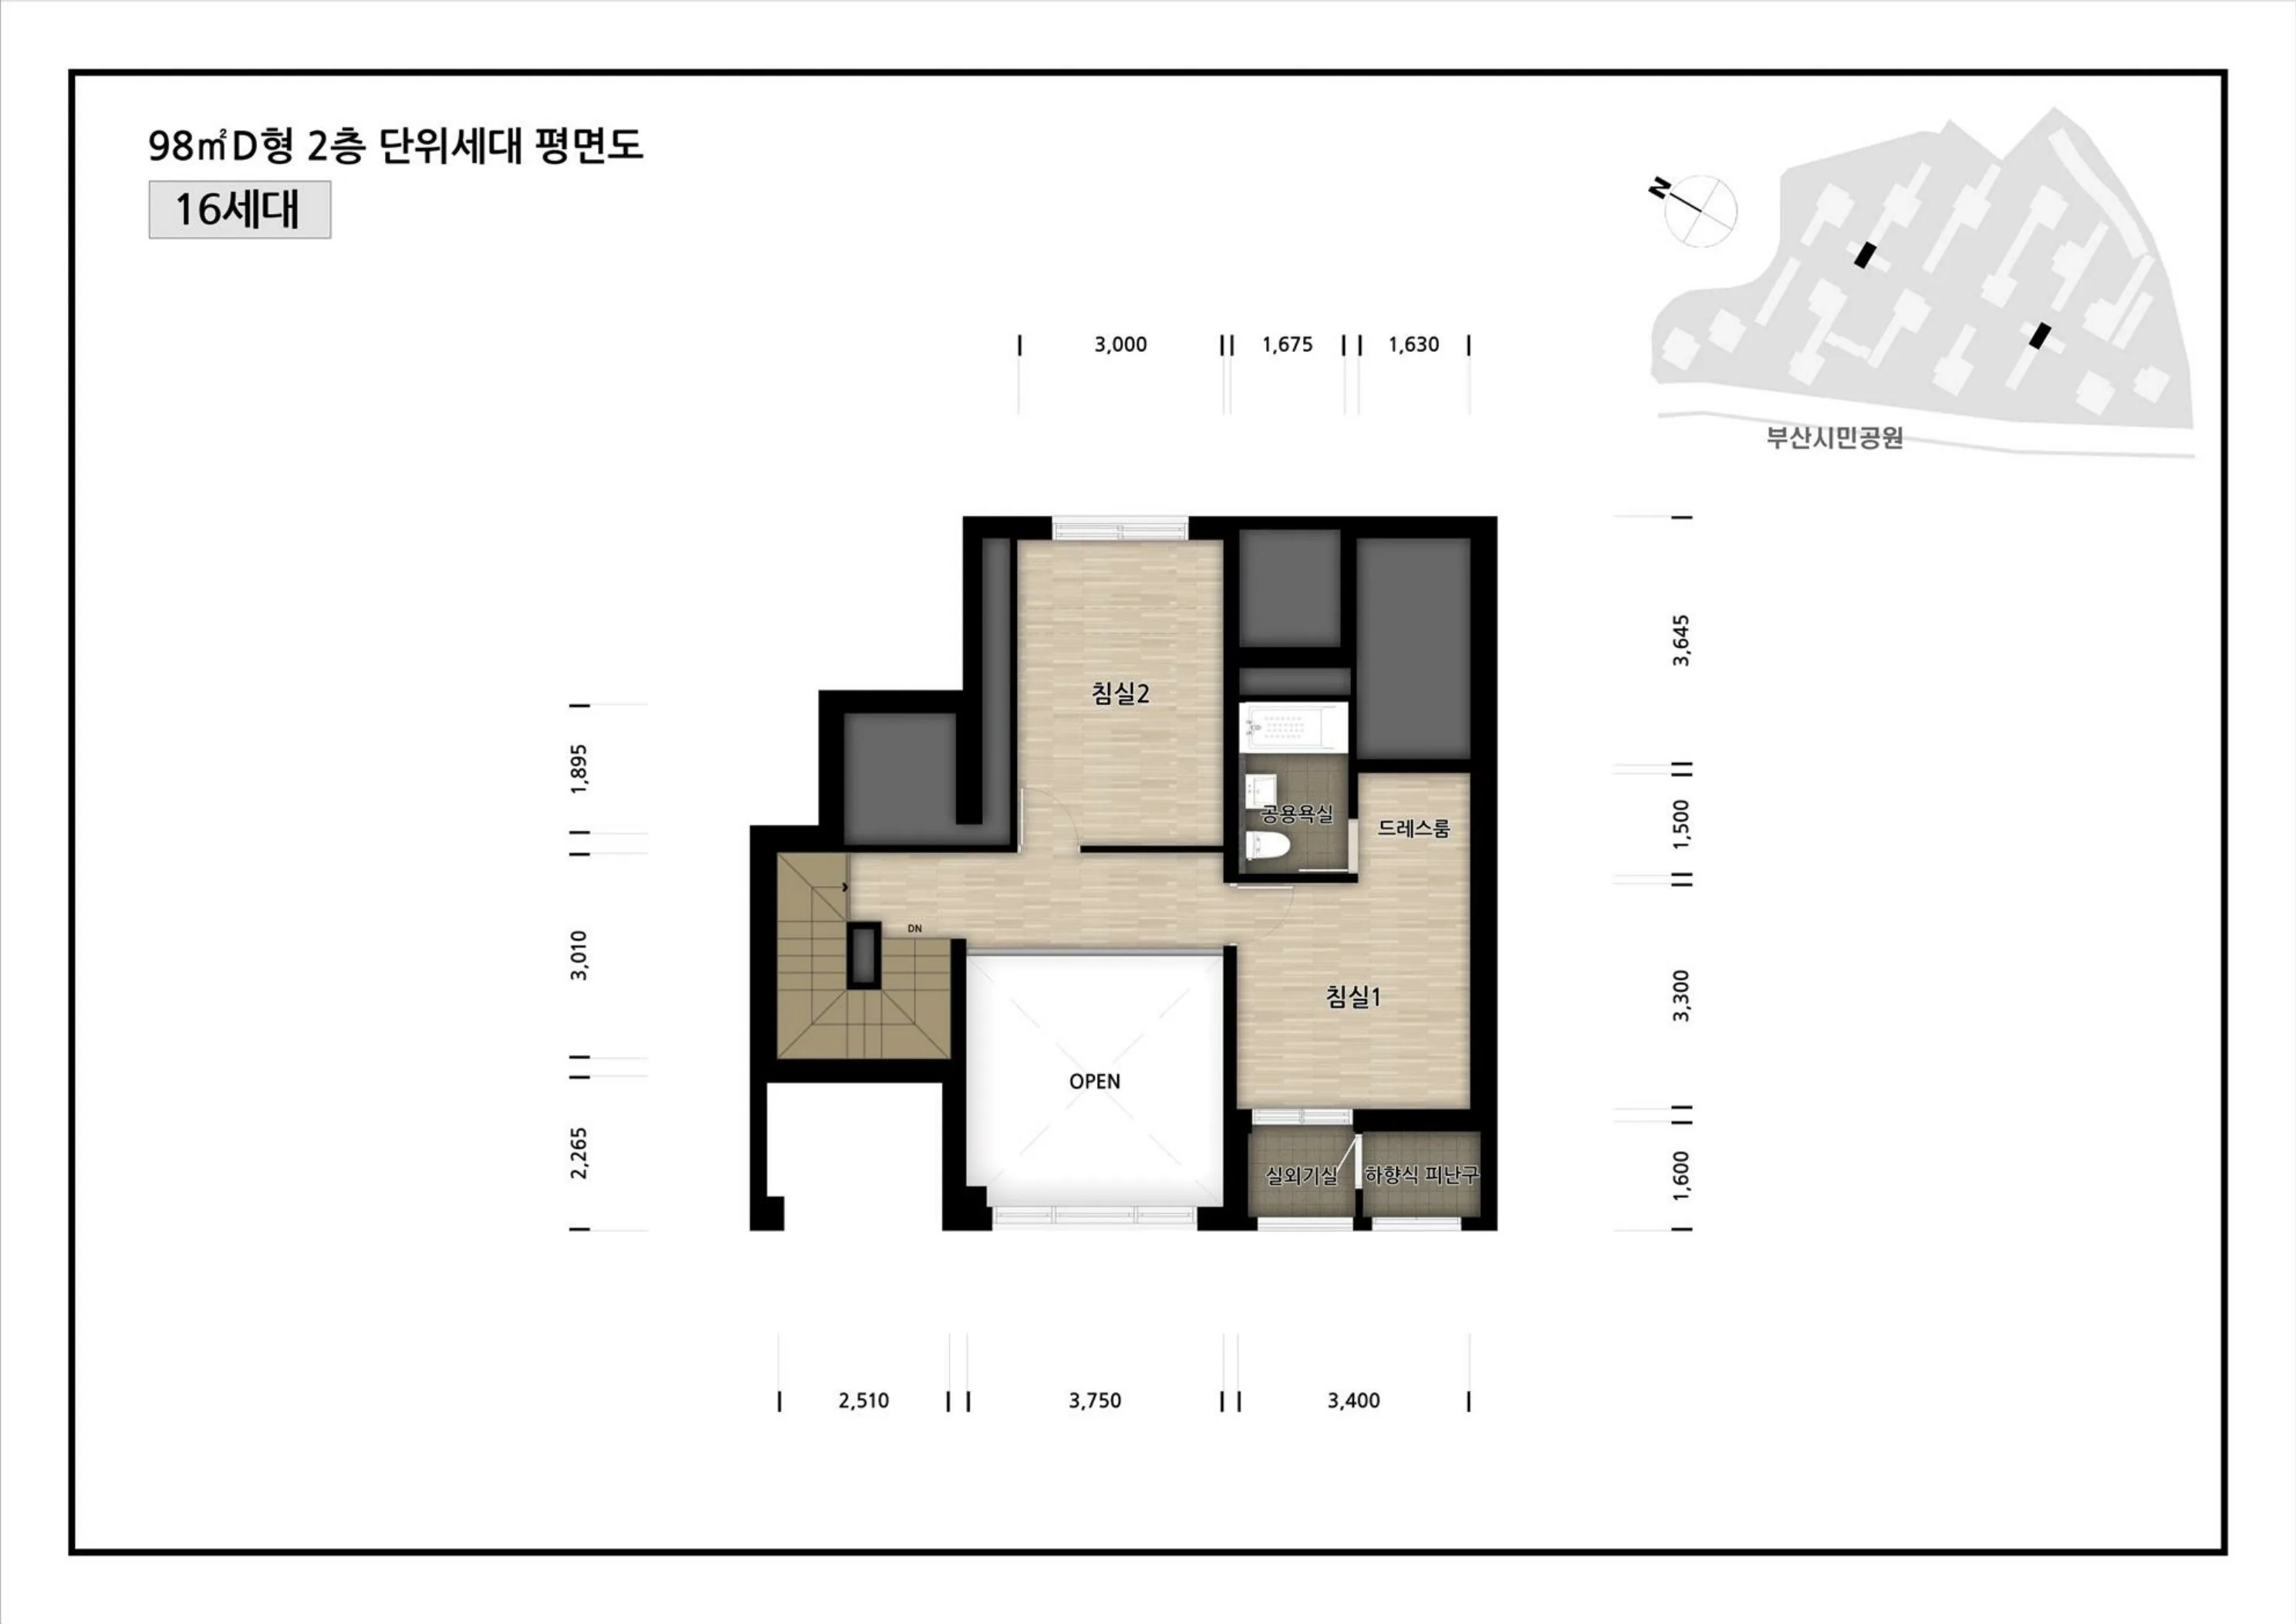 98㎡D형 2층 단위세대 평면도
16세대
N
부산시민공원
3,000
1,675
1,630
3,645
1,500
3,300
1,600
1,895
3,010
2,265
침실2
공용욕실
드레스룸
DN
침실1
OPEN
실외기실
하향식 피난구
2,510
3,750
3,400